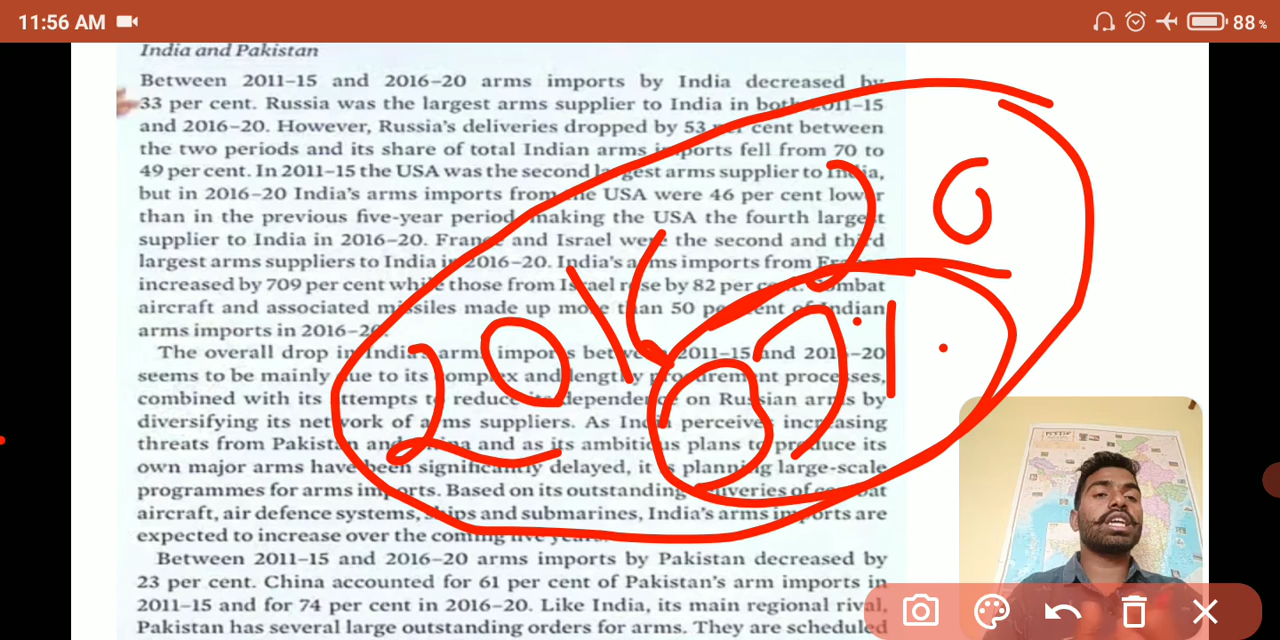 11:56 AM 88%
India and Pakistan
Between 2011–15 and 2016–20 arms imports by India decreased by
33 per cent. Russia was the largest arms supplier to India in both 2011–15
and 2016–20. However, Russia's deliveries dropped by 53 per cent between
the two periods and its share of total Indian arms imports fell from 70 to
49 per cent. In 2011–15 the USA was the second largest arms supplier to India,
but in 2016–20 India's arms imports from the USA were 46 per cent lower
than in the previous five-year period, making the USA the fourth largest
supplier to India in 2016–20. France and Israel were the second and third
largest arms suppliers to India in 2016–20. India's arms imports from France
increased by 709 per cent while those from Israel rose by 82 per cent. Combat
aircraft and associated missiles made up more than 50 per cent of Indian
arms imports in 2016–20.
The overall drop in India's arms imports between 2011–15 and 2016–20
seems to be mainly due to its complex and lengthy procurement processes,
combined with its attempts to reduce its dependence on Russian arms by
diversifying its network of arms suppliers. As India perceives increasing
threats from Pakistan and China and as its ambitious plans to produce its
own major arms have been significantly delayed, it is planning large-scale
programmes for arms imports. Based on its outstanding deliveries of combat
aircraft, air defence systems, ships and submarines, India's arms imports are
expected to increase over the coming five years.
Between 2011–15 and 2016–20 arms imports by Pakistan decreased by
23 per cent. China accounted for 61 per cent of Pakistan's arm imports in
2011–15 and for 74 per cent in 2016–20. Like India, its main regional rival,
Pakistan has several large outstanding orders for arms. They are scheduled